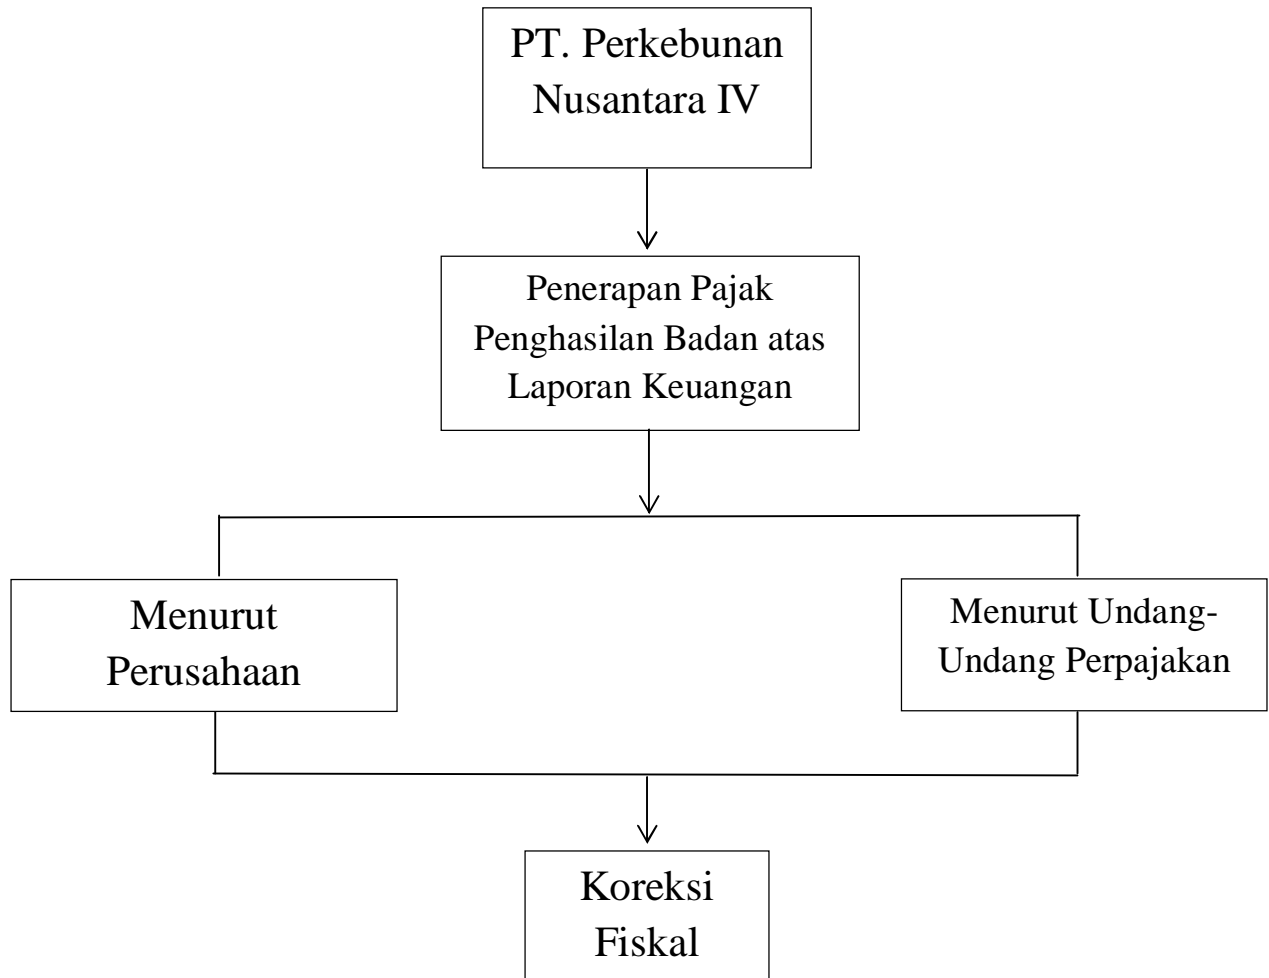 PT. Perkebunan
Nusantara IV
Penerapan Pajak
Penghasilan Badan atas
Laporan Keuangan
Menurut
Perusahaan
Menurut Undang-
Undang Perpajakan
Koreksi
Fiskal